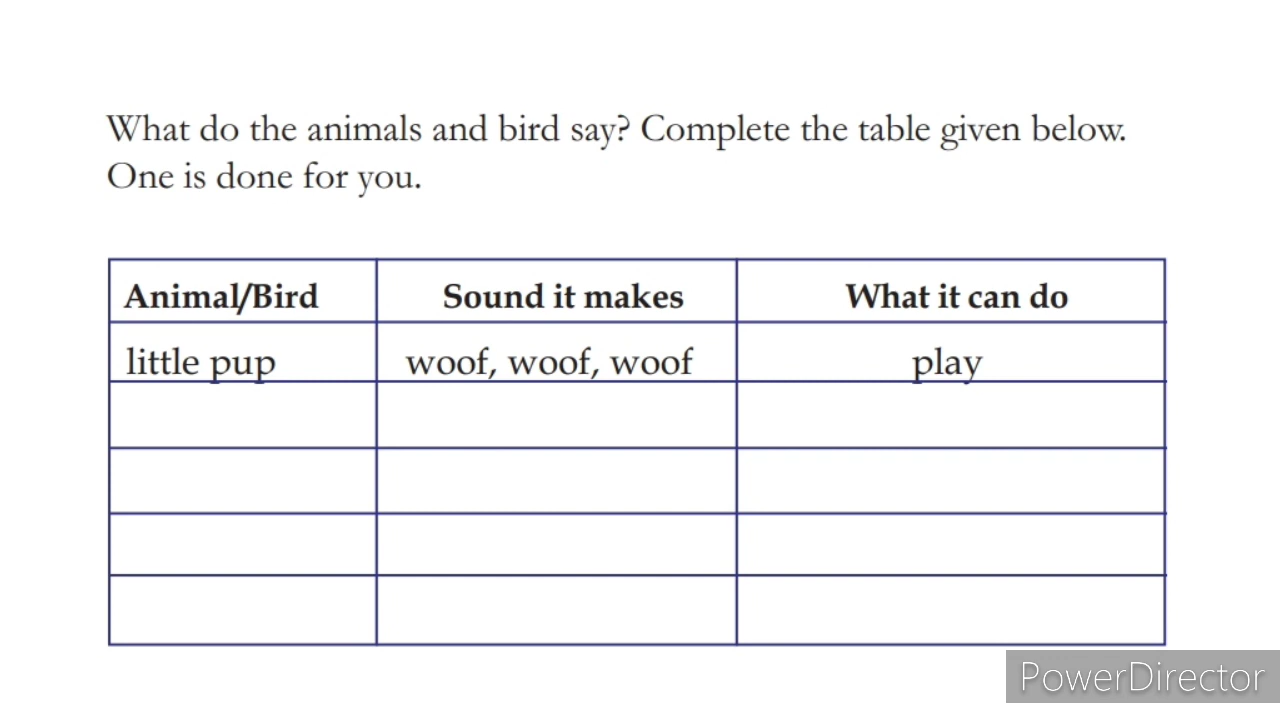 What do the animals and bird say? Complete the table given below.
One is done for you.
Animal/Bird Sound it makes What it can do
little pup woof, woof, woof play
PowerDirector